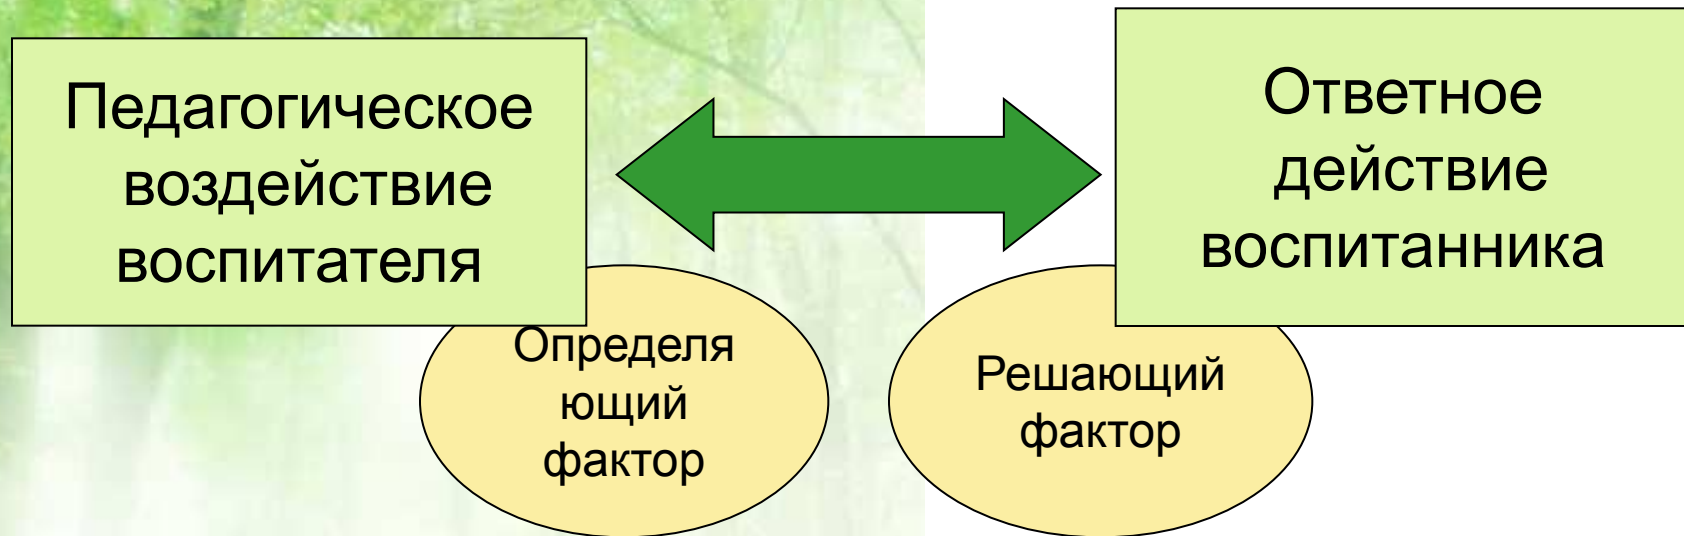 Педагогическое
воздействие
воспитателя
Ответное
действие
воспитанника
Определя
ющий
фактор
Решающий
фактор